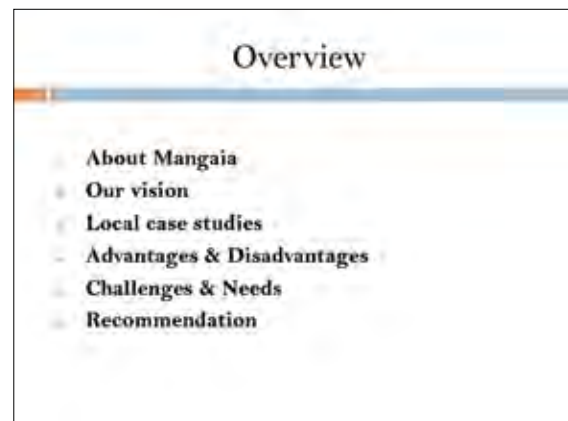 Overview
About Mangaia
Our vision
Local case studies
Advantages & Disadvantages
Challenges & Needs
Recommendation